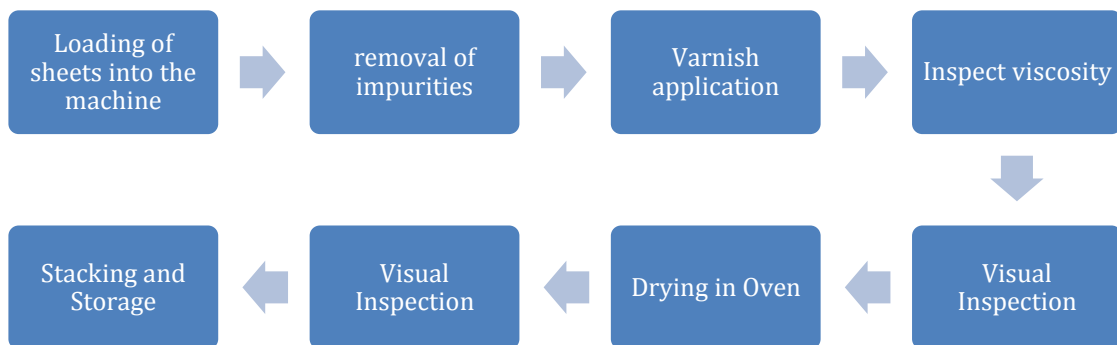 Loading of
sheets into the
machine
removal of
impurities
Varnish
application
Inspect viscosity
Visual
Inspection
Drying in Oven
Visual
Inspection
Stacking and
Storage